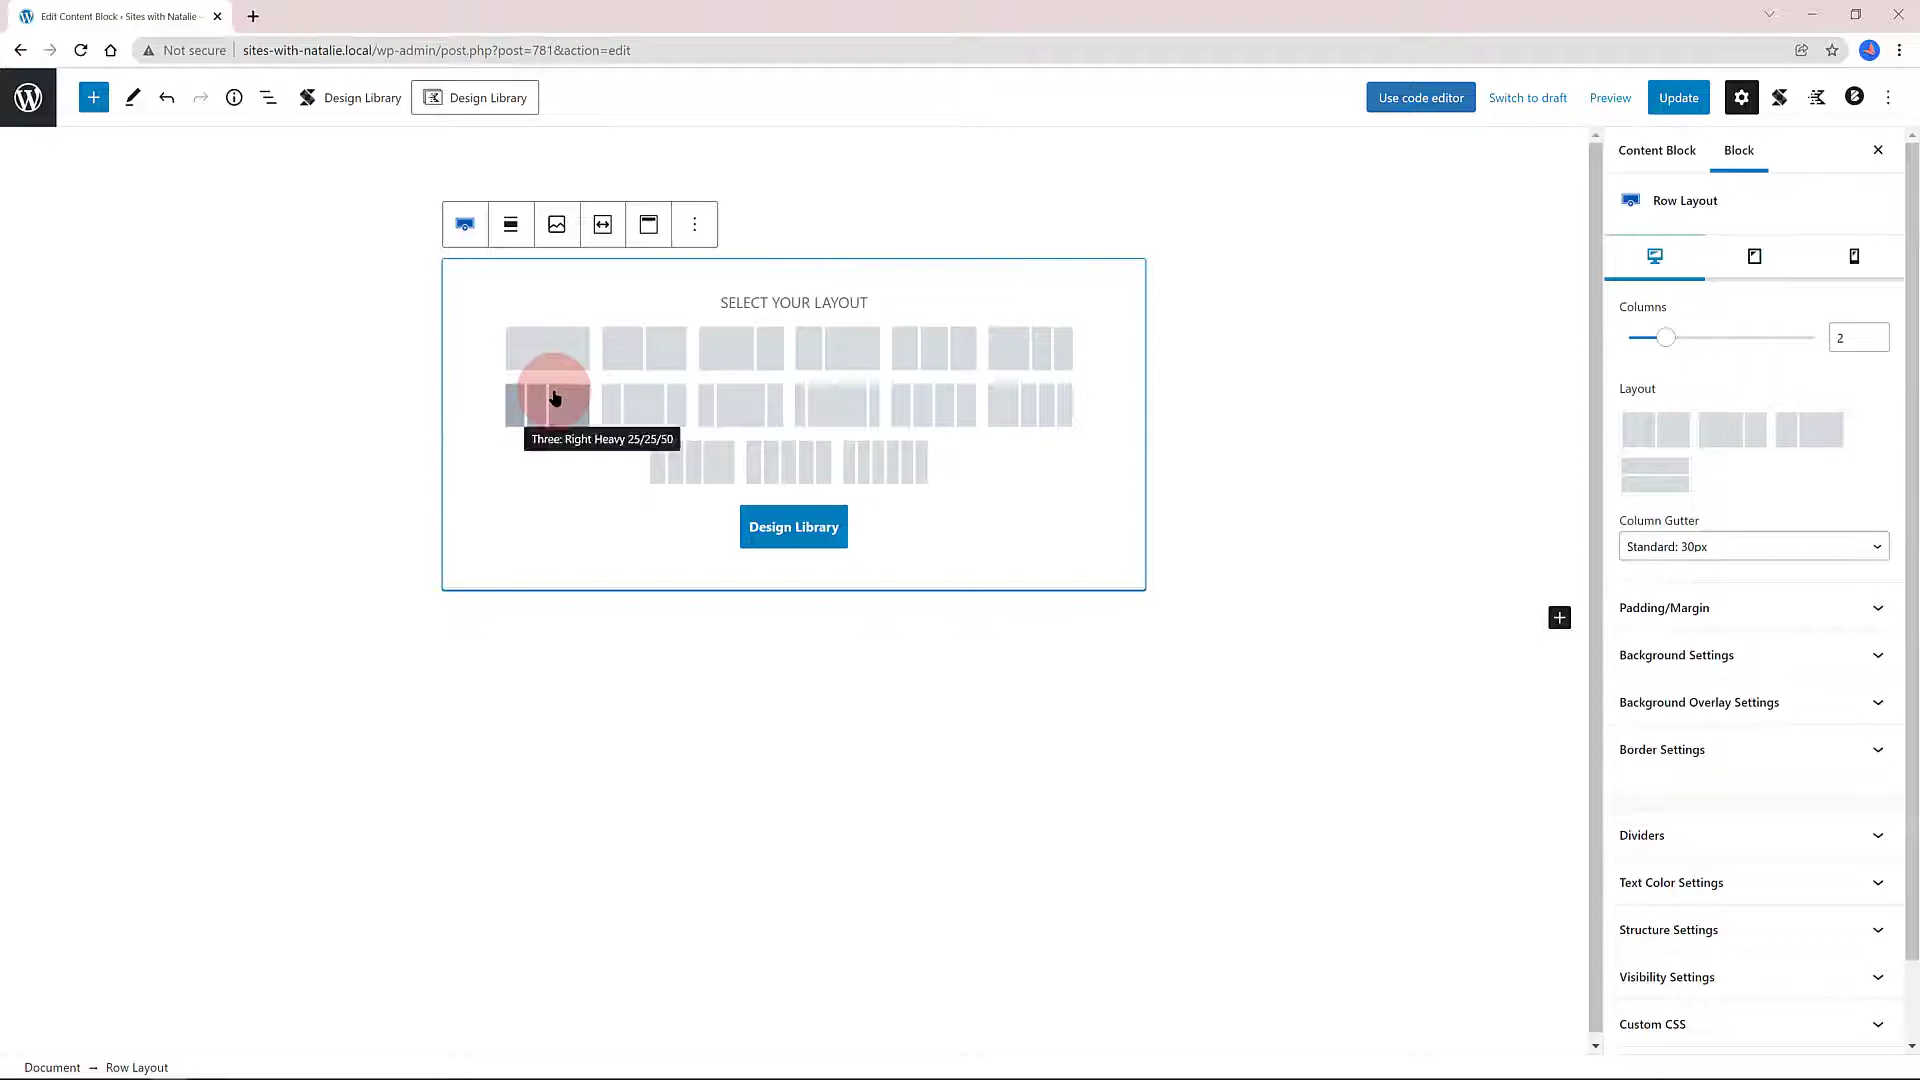 Edit Content Block ‹ Sites with Natalie —
Not secure
sites-with-natalie.local/wp-admin/post.php?post=781&action=edit
Design Library
Design Library
Use code editor
Switch to draft
Preview
Update
Content Block
Block
Row Layout
SELECT YOUR LAYOUT
Three: Right Heavy 25/25/50
Design Library
Columns
2
Layout
Column Gutter
Standard: 30px
Padding/Margin
Background Settings
Background Overlay Settings
Border Settings
Dividers
Text Color Settings
Structure Settings
Visibility Settings
Custom CSS
Document → Row Layout